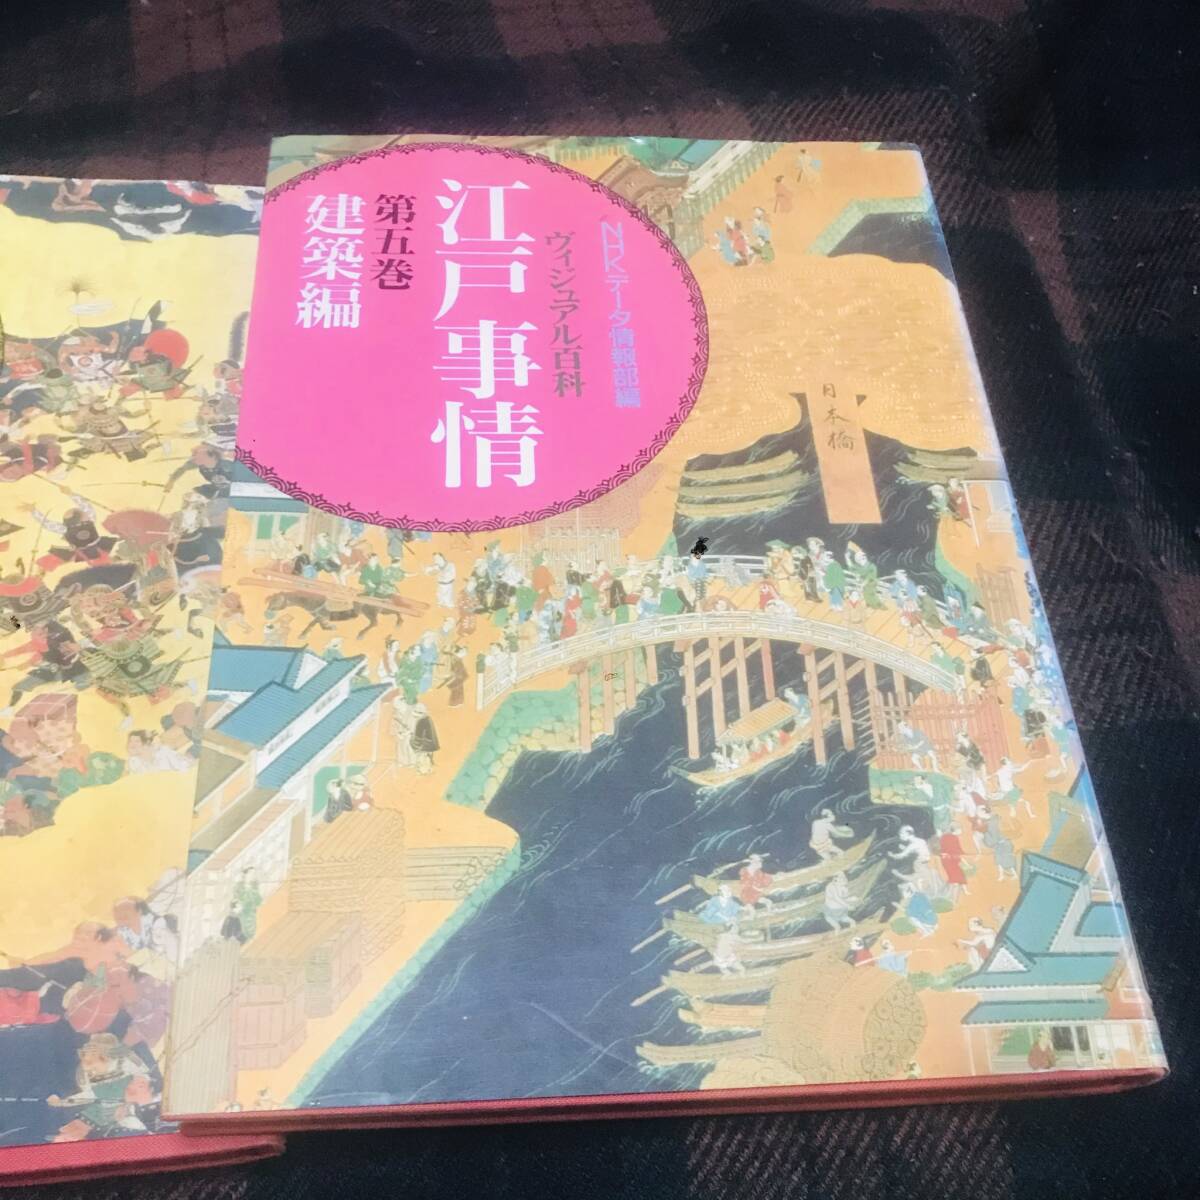 NHKデータ情報部編
ヴィジュアル百科
江戸事情
第五巻
建築編
日本橋